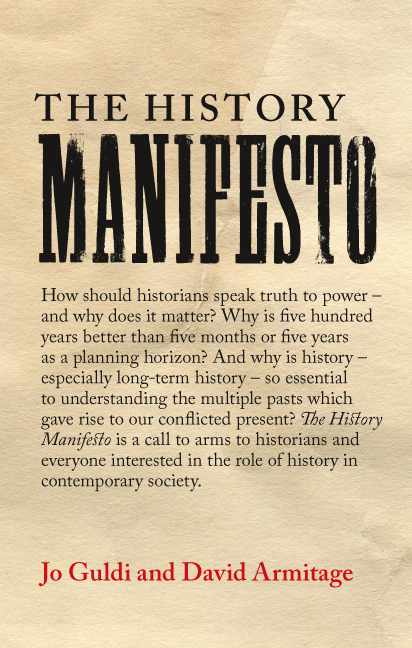 THE HISTORY
MANIFESTO
How should historians speak truth to power –
and why does it matter? Why is five hundred
years better than five months or five years
as a planning horizon? And why is history –
especially long-term history – so essential
to understanding the multiple pasts which
gave rise to our conflicted present? The History
Manifesto is a call to arms to historians and
everyone interested in the role of history in
contemporary society.
Jo Guldi and David Armitage